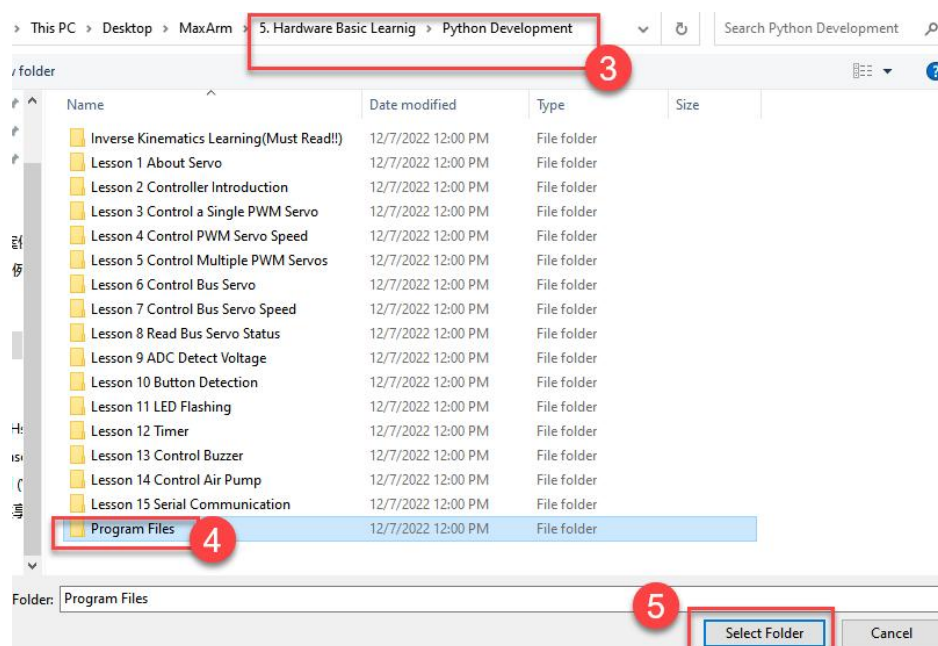 › This PC › Desktop › MaxArm › 5. Hardware Basic Learnig › Python Development
Search Python Development
3
folder
Name Date modified Type Size
Inverse Kinematics Learning(Must Read!!) 12/7/2022 12:00 PM File folder
Lesson 1 About Servo 12/7/2022 12:00 PM File folder
Lesson 2 Controller Introduction 12/7/2022 12:00 PM File folder
Lesson 3 Control a Single PWM Servo 12/7/2022 12:00 PM File folder
Lesson 4 Control PWM Servo Speed 12/7/2022 12:00 PM File folder
Lesson 5 Control Multiple PWM Servos 12/7/2022 12:00 PM File folder
Lesson 6 Control Bus Servo 12/7/2022 12:00 PM File folder
Lesson 7 Control Bus Servo Speed 12/7/2022 12:00 PM File folder
Lesson 8 Read Bus Servo Status 12/7/2022 12:00 PM File folder
Lesson 9 ADC Detect Voltage 12/7/2022 12:00 PM File folder
Lesson 10 Button Detection 12/7/2022 12:00 PM File folder
Lesson 11 LED Flashing 12/7/2022 12:00 PM File folder
Lesson 12 Timer 12/7/2022 12:00 PM File folder
Lesson 13 Control Buzzer 12/7/2022 12:00 PM File folder
Lesson 14 Control Air Pump 12/7/2022 12:00 PM File folder
Lesson 15 Serial Communication 12/7/2022 12:00 PM File folder
Program Files 12/7/2022 12:00 PM File folder
4
Folder: Program Files
5
Select Folder Cancel